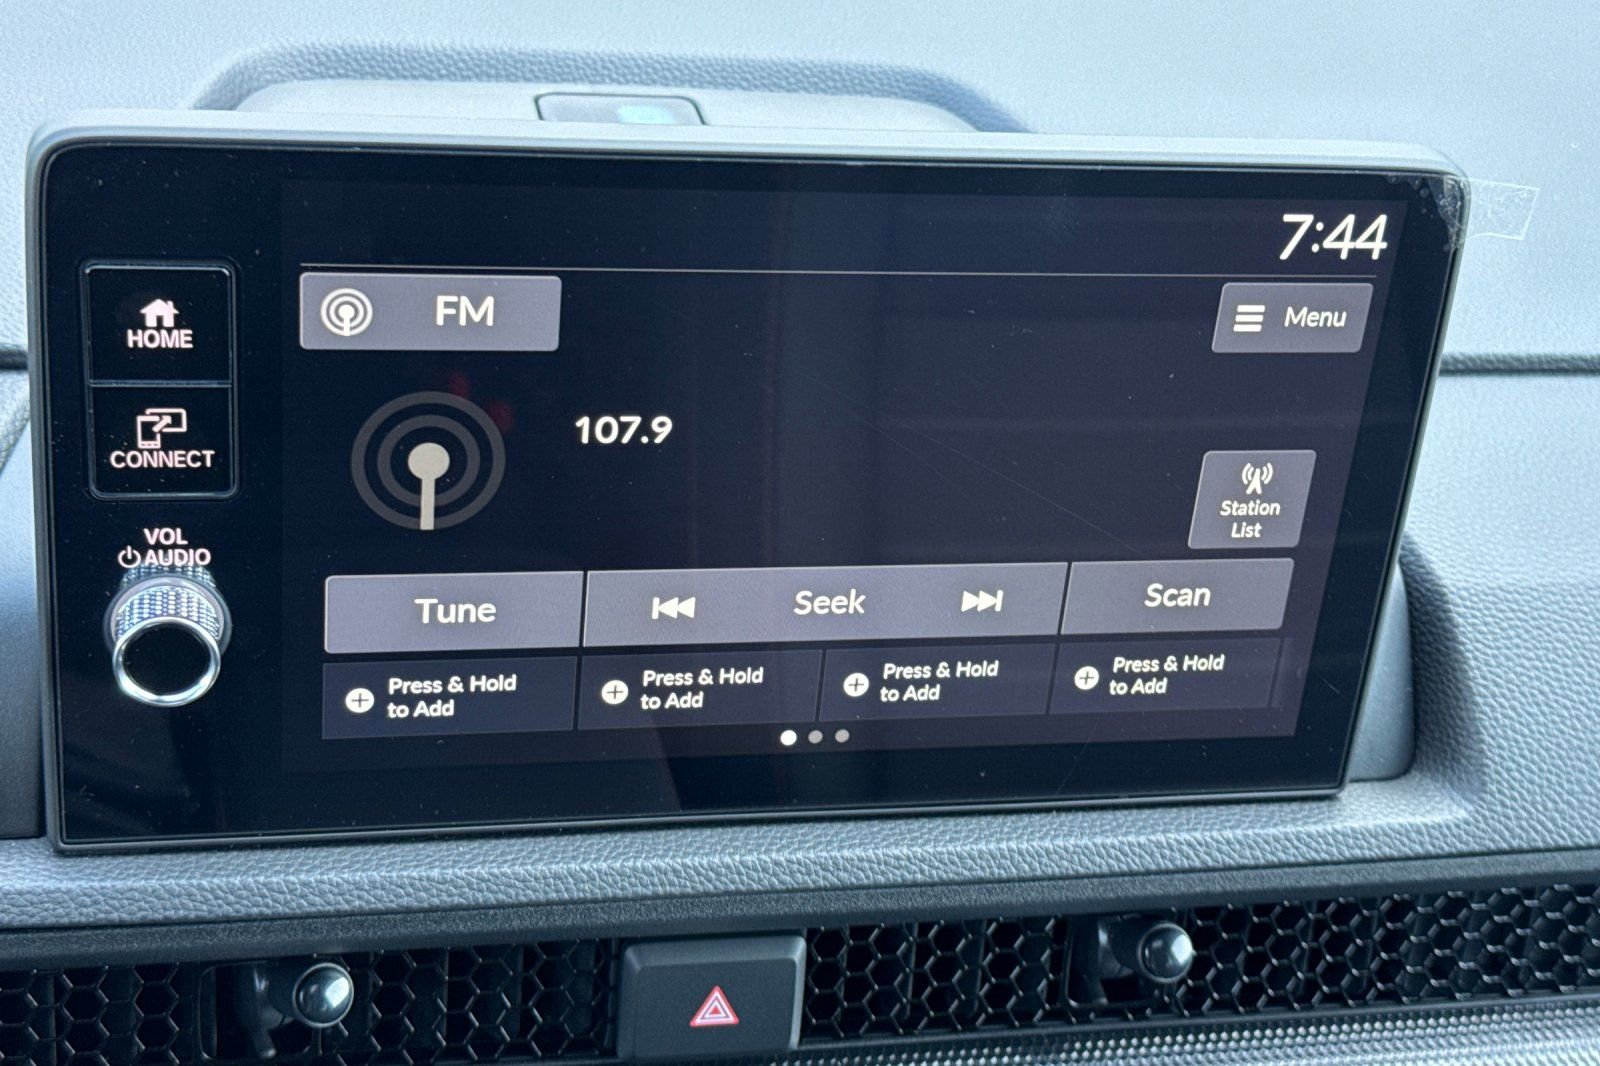 7:44
FM
Menu
HOME
107.9
CONNECT
Station
List
VOL
AUDIO
Tune
Seek
Scan
Press & Hold
to Add
Press & Hold
to Add
Press & Hold
to Add
Press & Hold
to Add